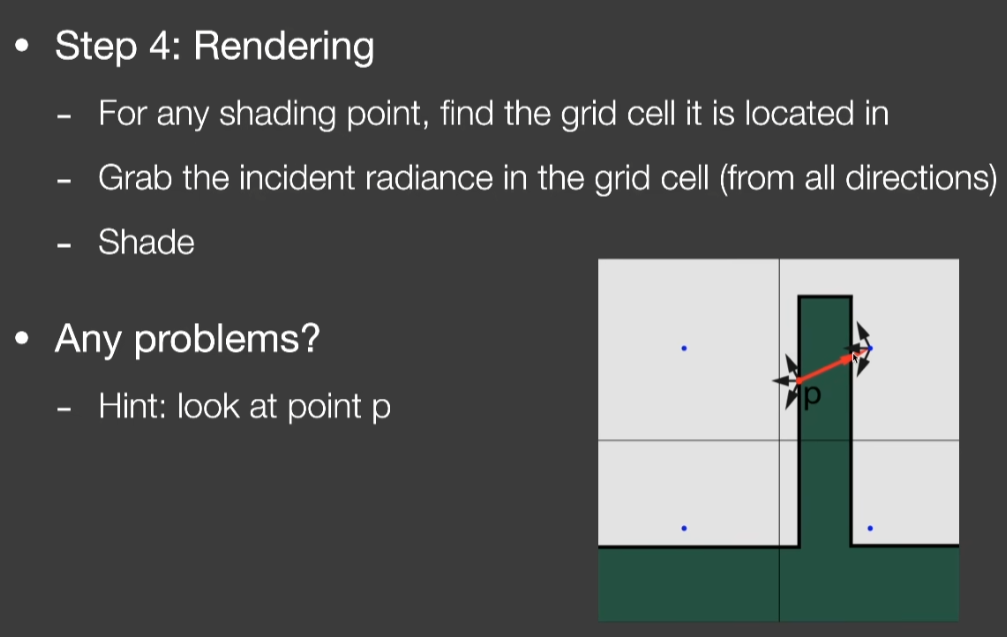 • Step 4: Rendering
- For any shading point, find the grid cell it is located in
- Grab the incident radiance in the grid cell (from all directions)
- Shade
• Any problems?
- Hint: look at point p
p